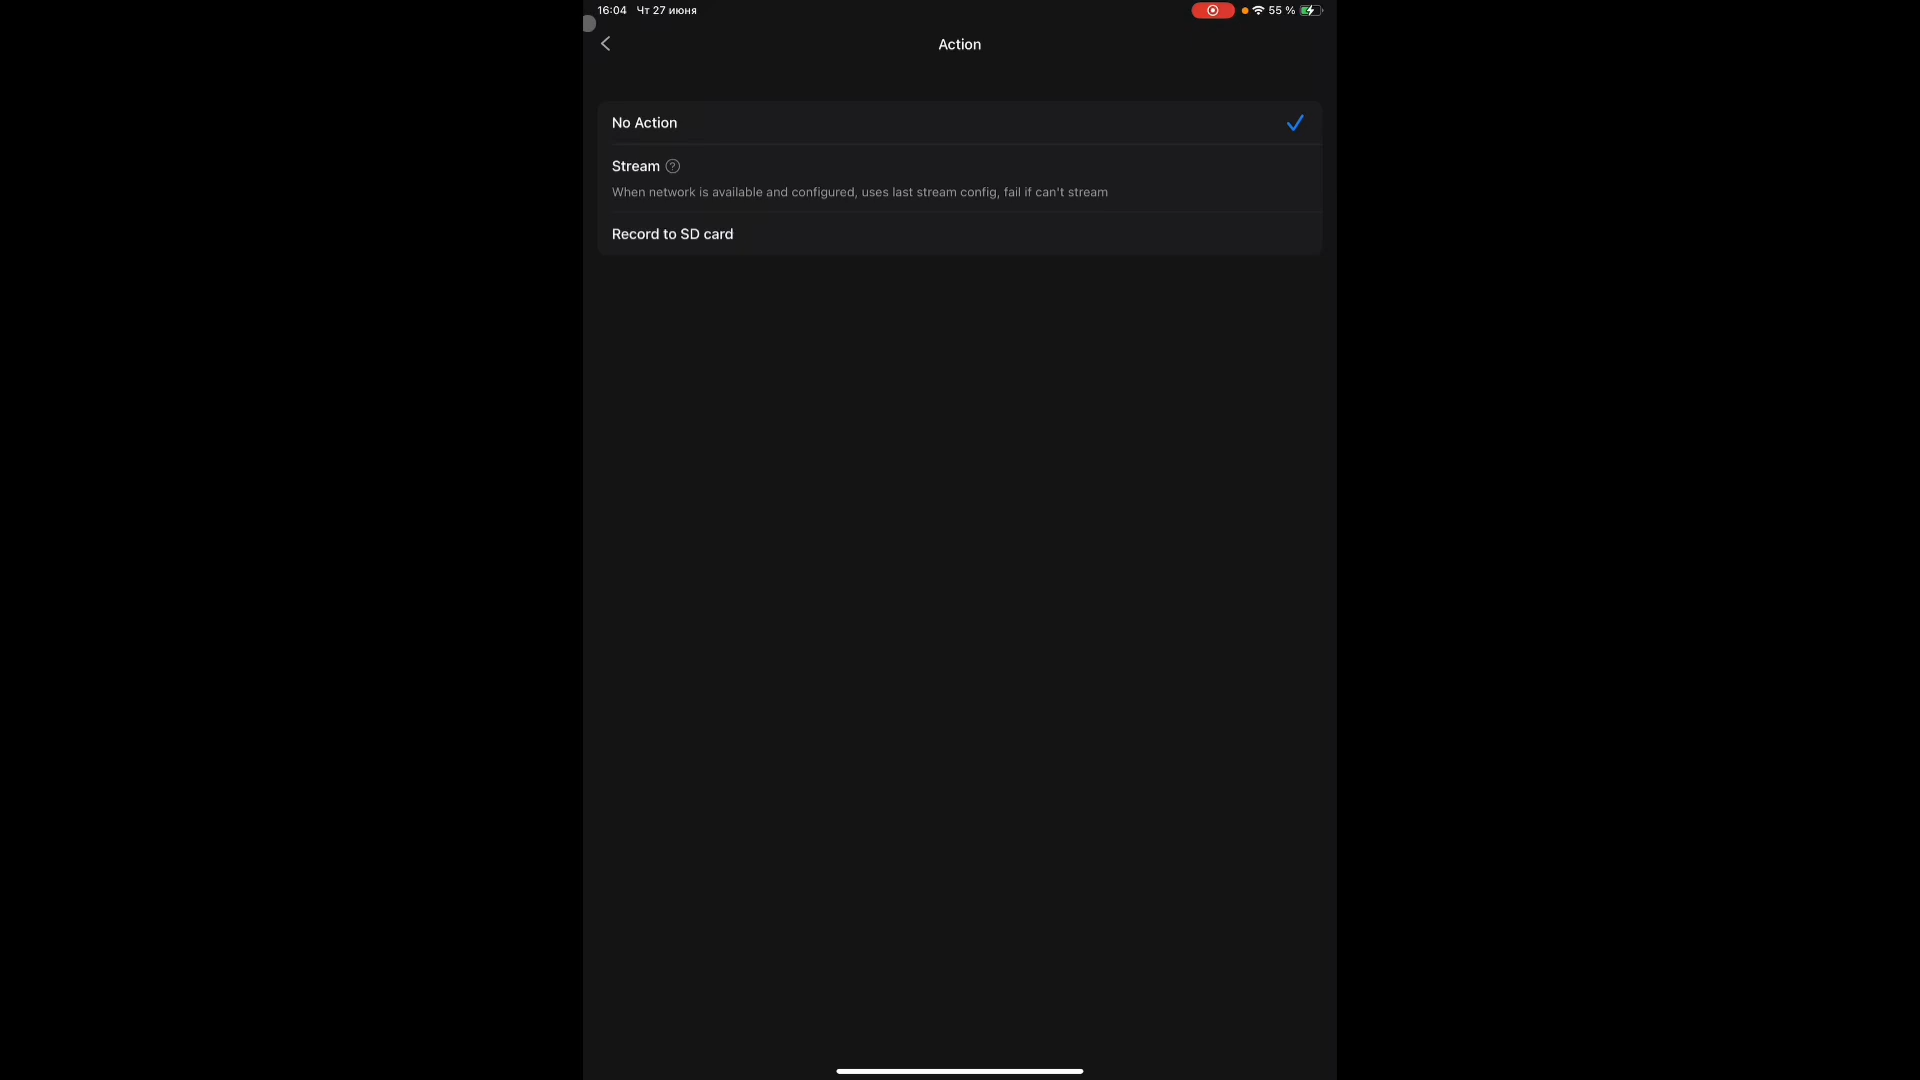 16:04 Чт 27 июня 55 %
Action
No Action
Stream ?
When network is available and configured, uses last stream config, fail if can't stream
Record to SD card